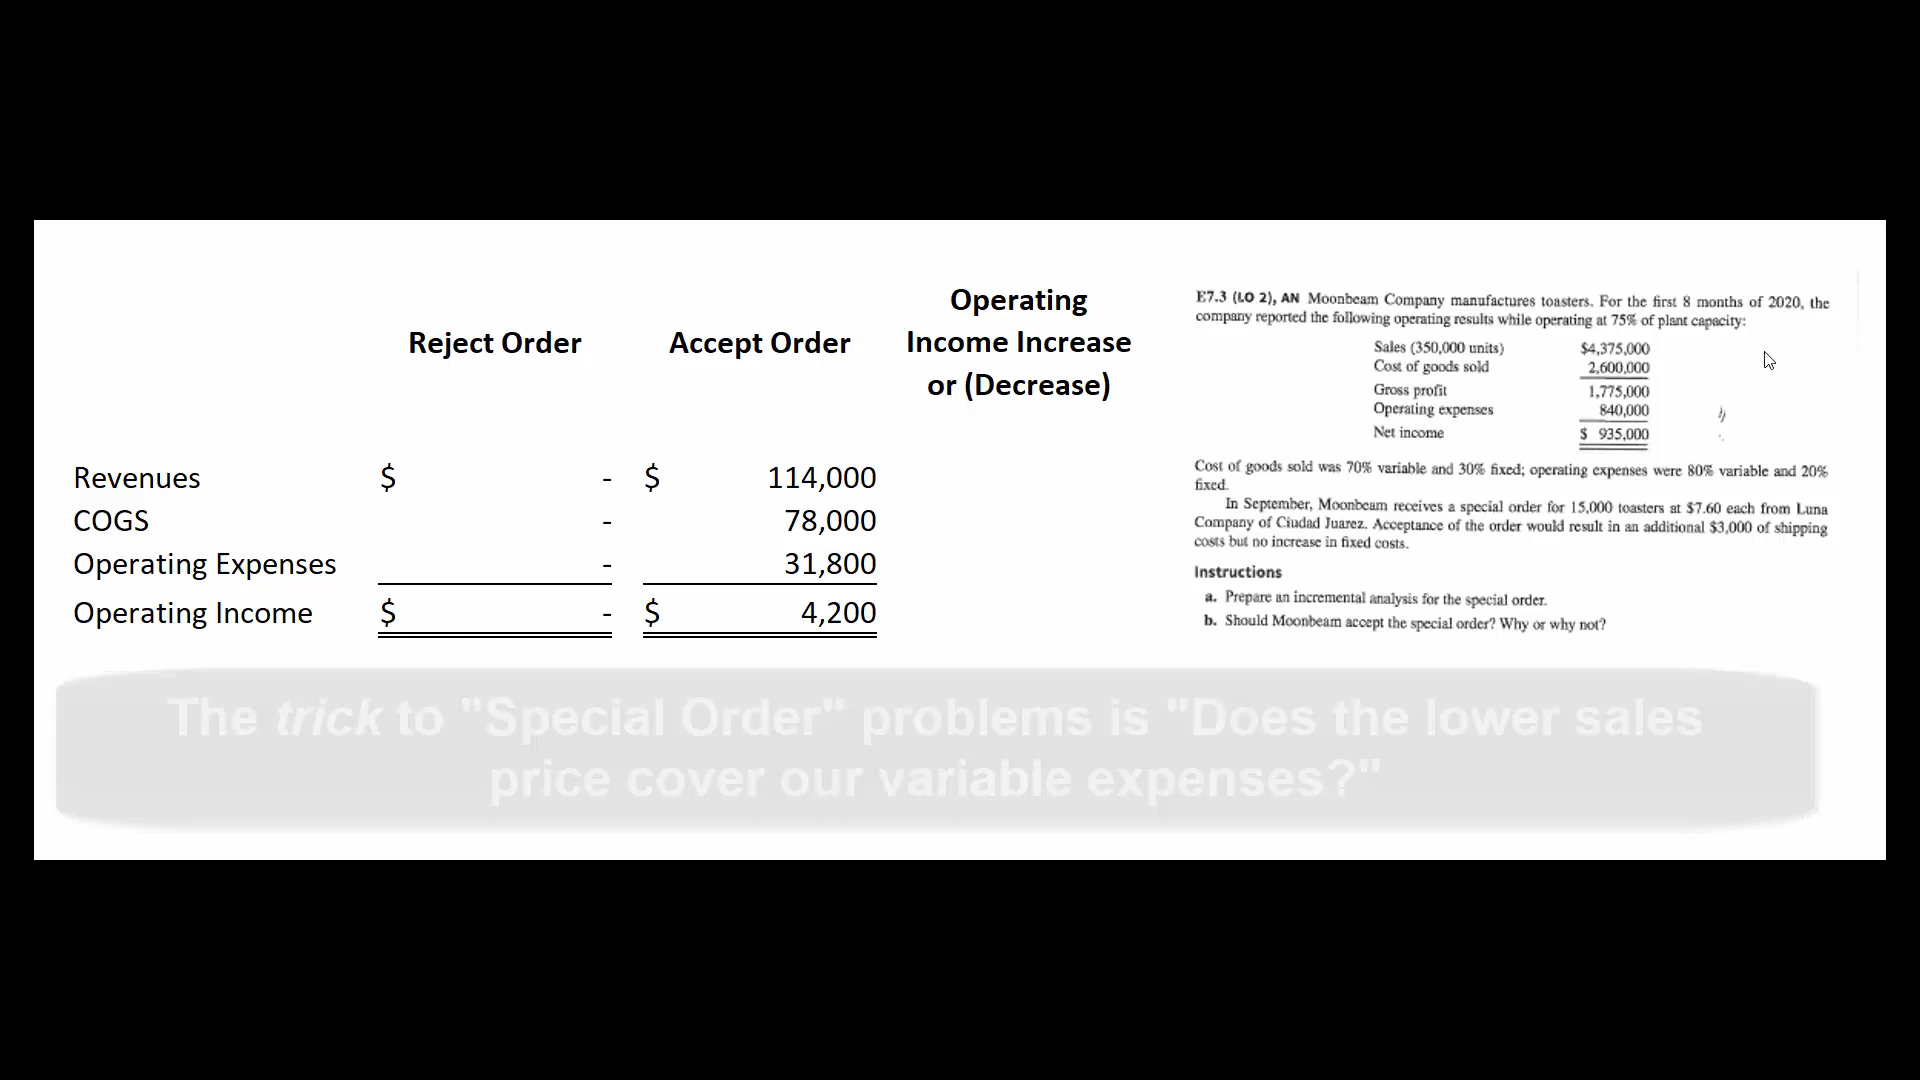 Operating
Income Increase
or (Decrease)
Reject Order
Accept Order
Revenues $ - $ 114,000
COGS - 78,000
Operating Expenses - 31,800
Operating Income $ - $ 4,200
E7.3 (LO 2), AN Moonbeam Company manufactures toasters. For the first 8 months of 2020, the
company reported the following operating results while operating at 75% of plant capacity:
Sales (350,000 units) $4,375,000
Cost of goods sold 2,600,000
Gross profit 1,775,000
Operating expenses 840,000
Net income $ 935,000
Cost of goods sold was 70% variable and 30% fixed; operating expenses were 80% variable and 20%
fixed.
In September, Moonbeam receives a special order for 15,000 toasters at $7.60 each from Luna
Company of Ciudad Juarez. Acceptance of the order would result in an additional $3,000 of shipping
costs but no increase in fixed costs.
Instructions
a. Prepare an incremental analysis for the special order.
b. Should Moonbeam accept the special order? Why or why not?
The trick to "Special Order" problems is "Does the lower sales
price cover our variable expenses?"